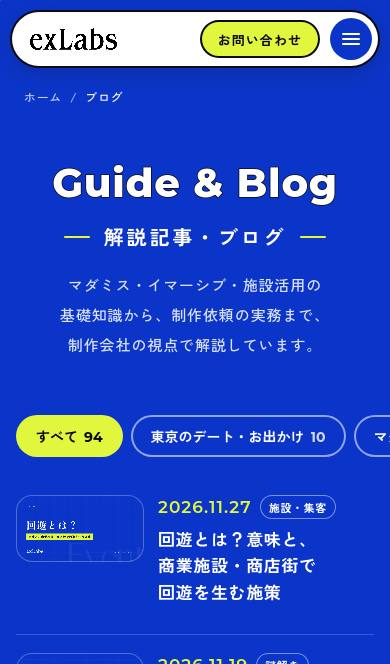 exLabs
お問い合わせ
ホーム / ブログ
Guide & Blog
解説記事・ブログ
マダミス・イマーシブ・施設活用の
基礎知識から、制作依頼の実務まで、
制作会社の視点で解説しています。
すべて 94
東京のデート・お出かけ 10
マ
回遊とは？
exLabs
2026.11.27 施設・集客
回遊とは？意味と、
商業施設・商店街で
回遊を生む施策